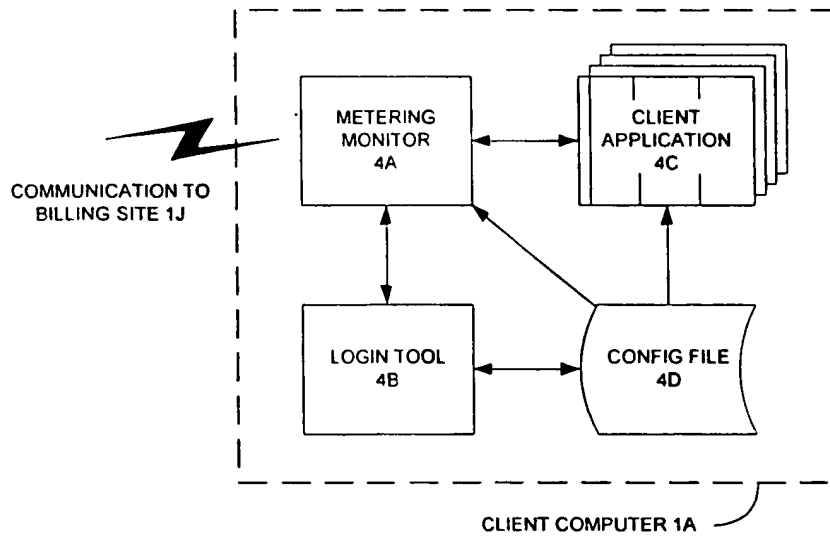 METERING
MONITOR
4A
CLIENT
APPLICATION
4C
COMMUNICATION TO
BILLING SITE 1J
LOGIN TOOL
4B
CONFIG FILE
4D
CLIENT COMPUTER 1A